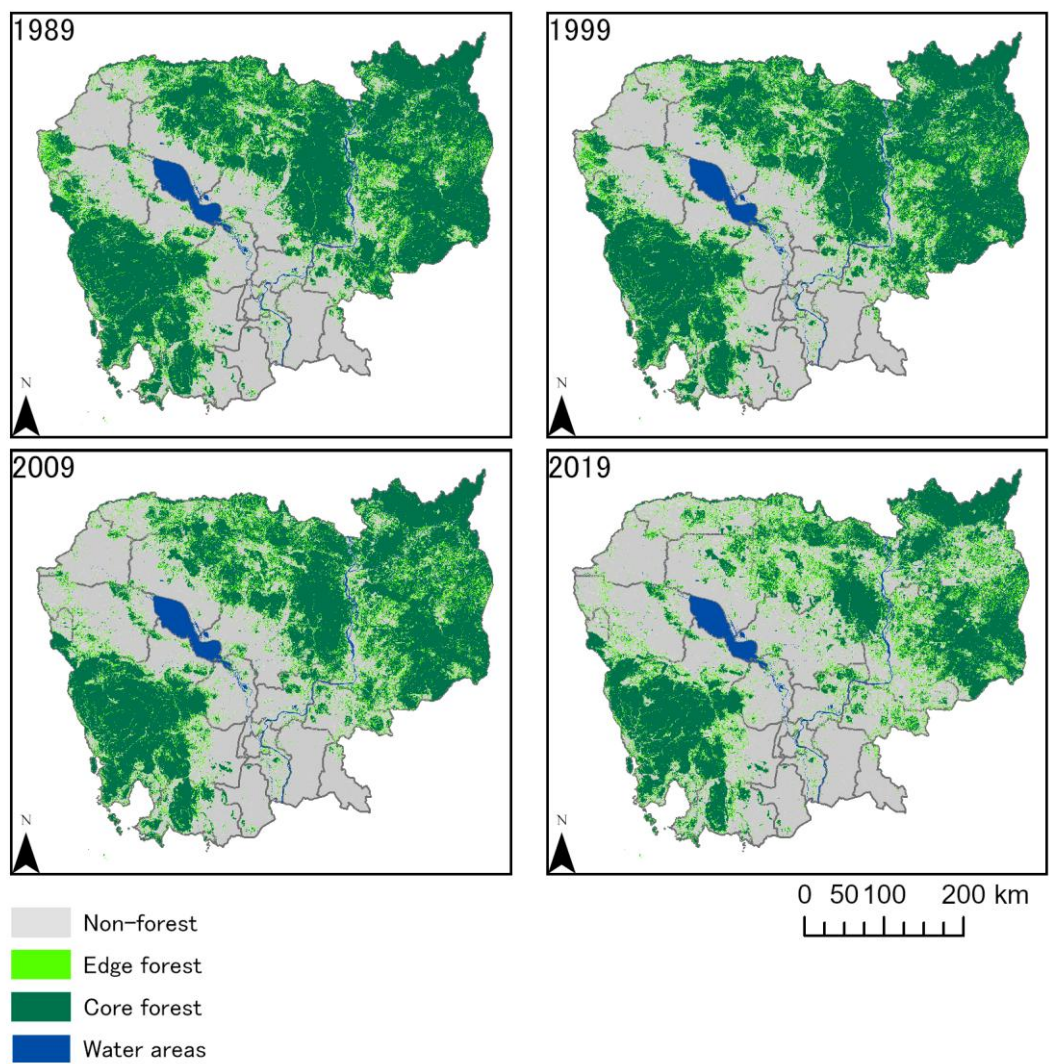 1989
1999
N
N
2009
2019
N
N
0 50 100 200 km
Non-forest
Edge forest
Core forest
Water areas